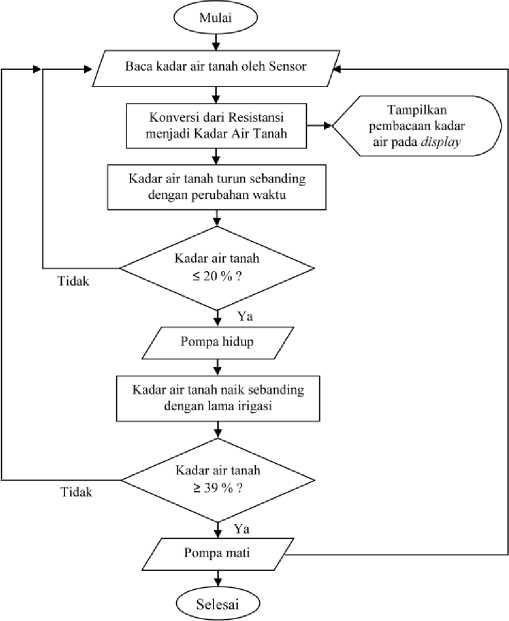 Mulai
Baca kadar air tanah oleh Sensor
Konversi dari Resistansi
menjadi Kadar Air Tanah
Tampilkan
pembacaan kadar
air pada display
Kadar air tanah turun sebanding
dengan perubahan waktu
Kadar air tanah
≤ 20 % ?
Tidak
Ya
Pompa hidup
Kadar air tanah naik sebanding
dengan lama irigasi
Kadar air tanah
≥ 39 % ?
Tidak
Ya
Pompa mati
Selesai